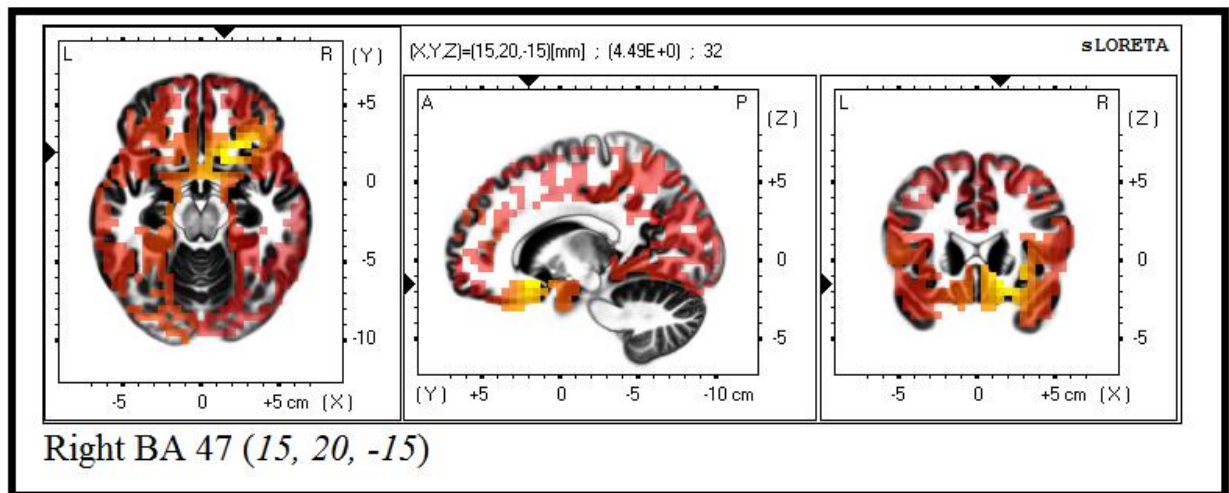 (X,Y,Z)=(15,20,-15)[mm] ; (4.49E+0) ; 32 sLORETA
L R (Y)
+5
0
-5
-10
-5 0 +5 cm (X)
A P (Z)
+5
0
-5
(Y) +5 0 -5 -10 cm
L R (Z)
+5
0
-5
-5 0 +5 cm (X)
Right BA 47 (15, 20, -15)